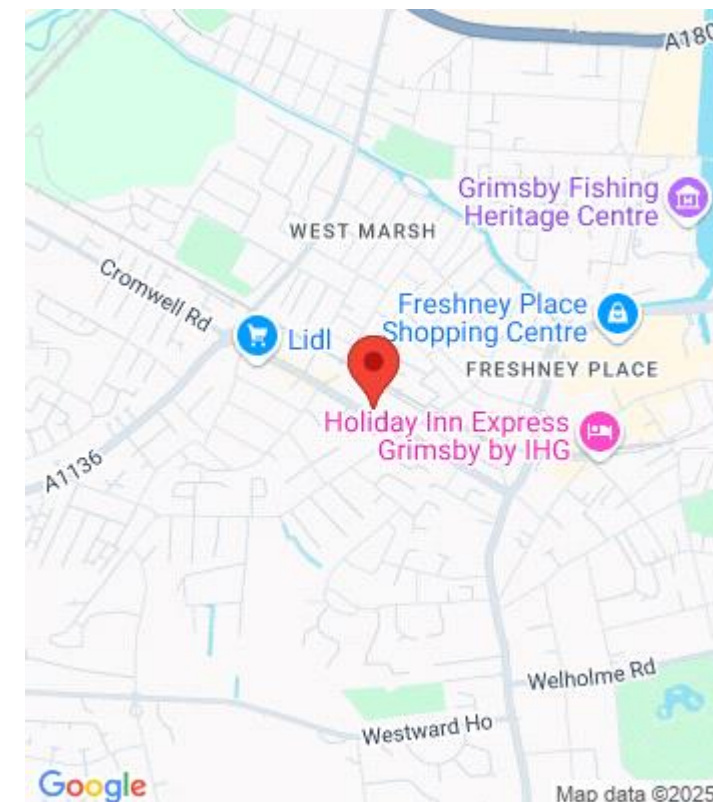 A180
Grimsby Fishing
Heritage Centre
WEST MARSH
Cromwell Rd
Freshney Place
Shopping Centre
Lidl
FRESHNEY PLACE
Holiday Inn Express
Grimsby by IHG
A1136
Welholme Rd
Westward Ho
Google
Map data ©2025